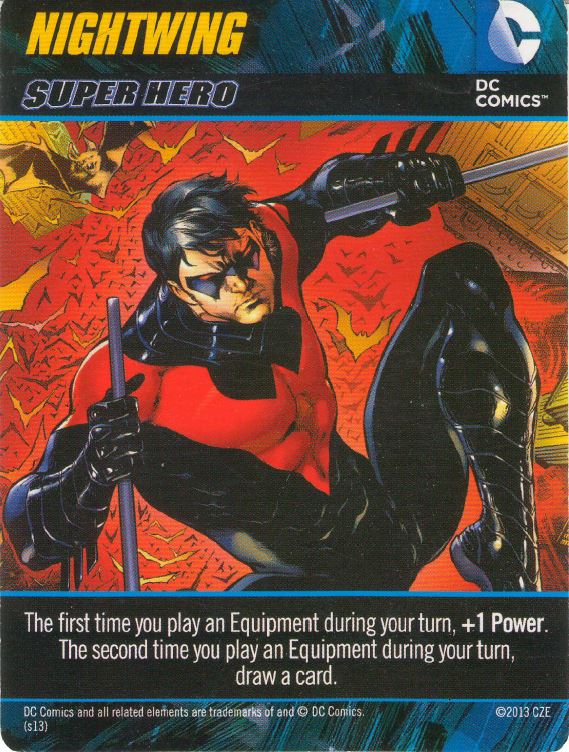 NIGHTWING
SUPER HERO
DC
COMICS™
The first time you play an Equipment during your turn, +1 Power.
The second time you play an Equipment during your turn,
draw a card.
DC Comics and all related elements are trademarks of and © DC Comics.
(s13)
©2013 CZE